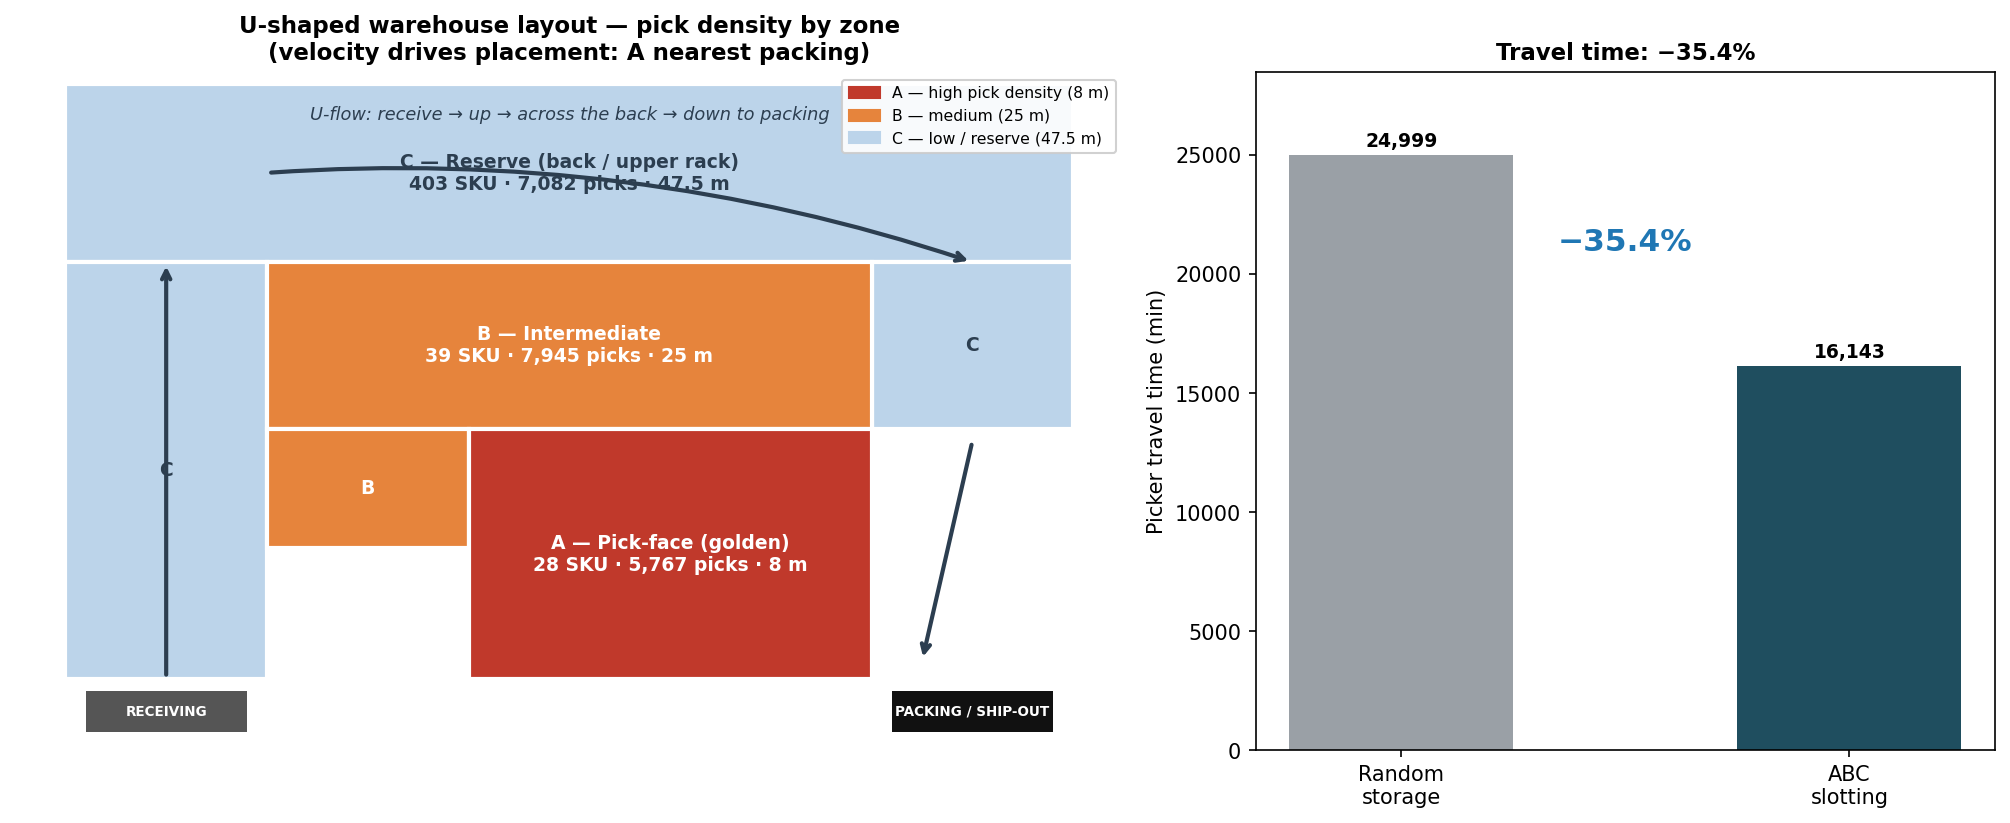 U-shaped warehouse layout — pick density by zone
(velocity drives placement: A nearest packing)
U-flow: receive → up → across the back → down to packing
A — high pick density (8 m)
B — medium (25 m)
C — low / reserve (47.5 m)
C — Reserve (back / upper rack)
403 SKU · 7,082 picks · 47.5 m
B — Intermediate
39 SKU · 7,945 picks · 25 m
C
C
B
A — Pick-face (golden)
28 SKU · 5,767 picks · 8 m
RECEIVING
PACKING / SHIP-OUT
Travel time: −35.4%
Picker travel time (min)
25000
20000
15000
10000
5000
0
24,999
−35.4%
16,143
Random
storage
ABC
slotting